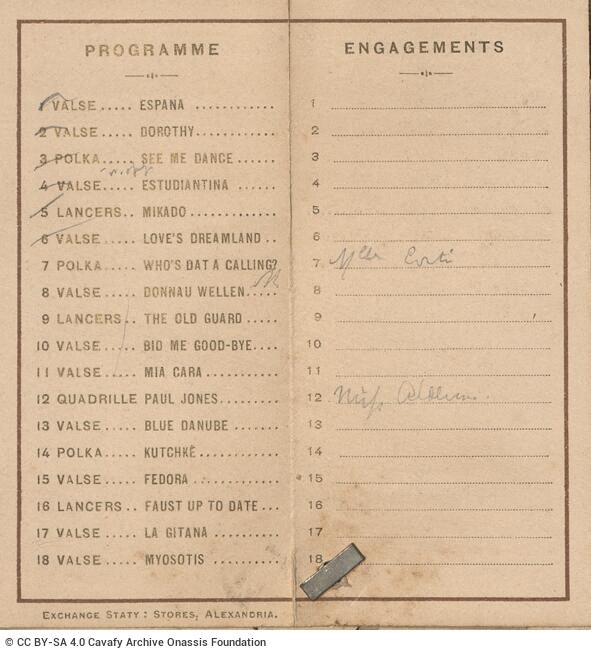 PROGRAMME
1 VALSE..... ESPANA ............
2 VALSE..... DOROTHY............
3 POLKA..... SEE ME DANCE......
4 VALSE..... ESTUDIANTINA ......
5 LANCERS.. MIKADO.............
6 VALSE..... LOVE'S DREAMLAND ..
7 POLKA..... WHO'S DAT A CALLING?
8 VALSE..... DONNAU WELLEN.....
9 LANCERS.. THE OLD GUARD .....
10 VALSE..... BID ME GOOD-BYE....
11 VALSE..... MIA CARA ...........
12 QUADRILLE PAUL JONES.........
13 VALSE..... BLUE DANUBE .......
14 POLKA..... KUTCHKÈ............
15 VALSE..... FEDORA .............
16 LANCERS.. FAUST UP TO DATE...
17 VALSE..... LA GITANA ..........
18 VALSE..... MYOSOTIS ..........
EXCHANGE STATY: STORES, ALEXANDRIA.
ENGAGEMENTS
1
2
3
4
5
6
7 Mlle
8
9
10
11
12 Miss
13
14
15
16
17
18
© CC BY-SA 4.0 Cavafy Archive Onassis Foundation